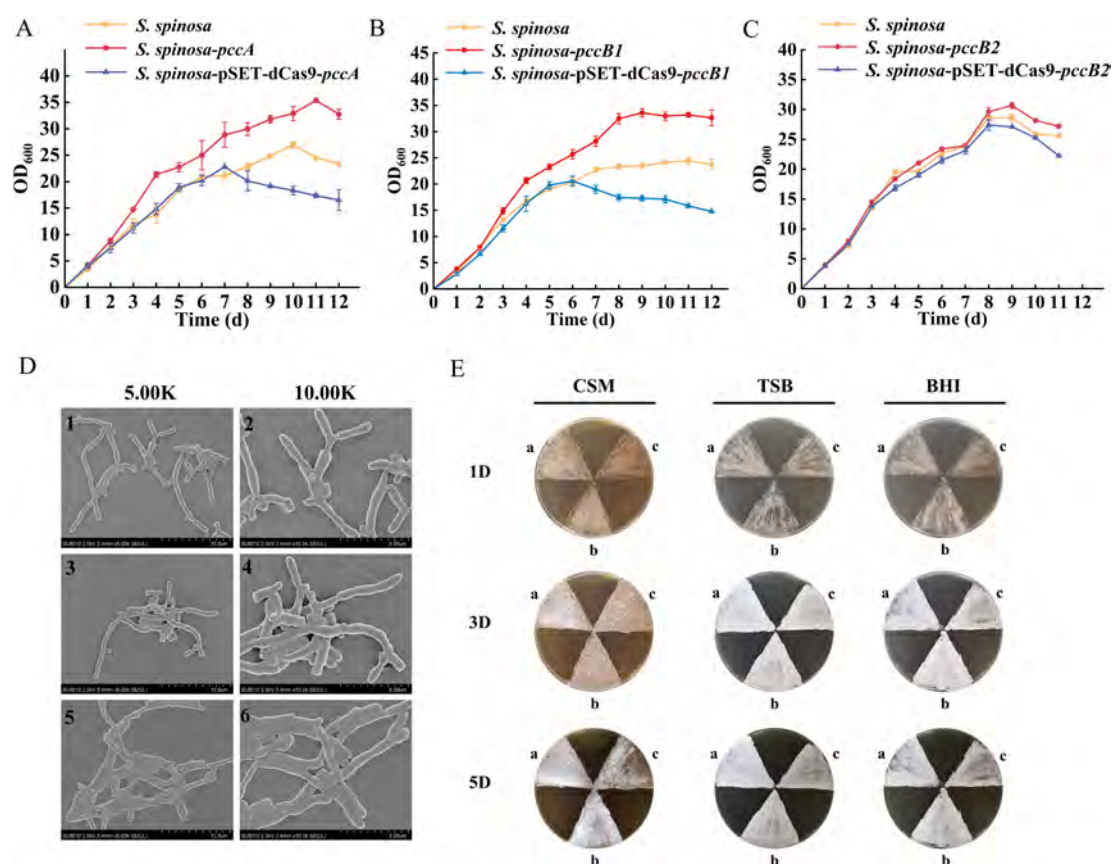 A
S. spinosa
S. spinosa-pccA
S. spinosa-pSET-dCas9-pccA
OD600
40
35
30
25
20
15
10
5
0
0 1 2 3 4 5 6 7 8 9 10 11 12
Time (d)
B
S. spinosa
S. spinosa-pccB1
S. spinosa-pSET-dCas9-pccB1
OD600
45
40
35
30
25
20
15
10
5
0
0 1 2 3 4 5 6 7 8 9 10 11 12
Time (d)
C
S. spinosa
S. spinosa-pccB2
S. spinosa-pSET-dCas9-pccB2
OD600
40
35
30
25
20
15
10
5
0
0 1 2 3 4 5 6 7 8 9 10 11 12
Time (d)
D
5.00K 10.00K
1 2
3 4
5 6
E
CSM TSB BHI
1D
a c a c a c
b b b
3D
a c a c a c
b b b
5D
a c a c a c
b b b